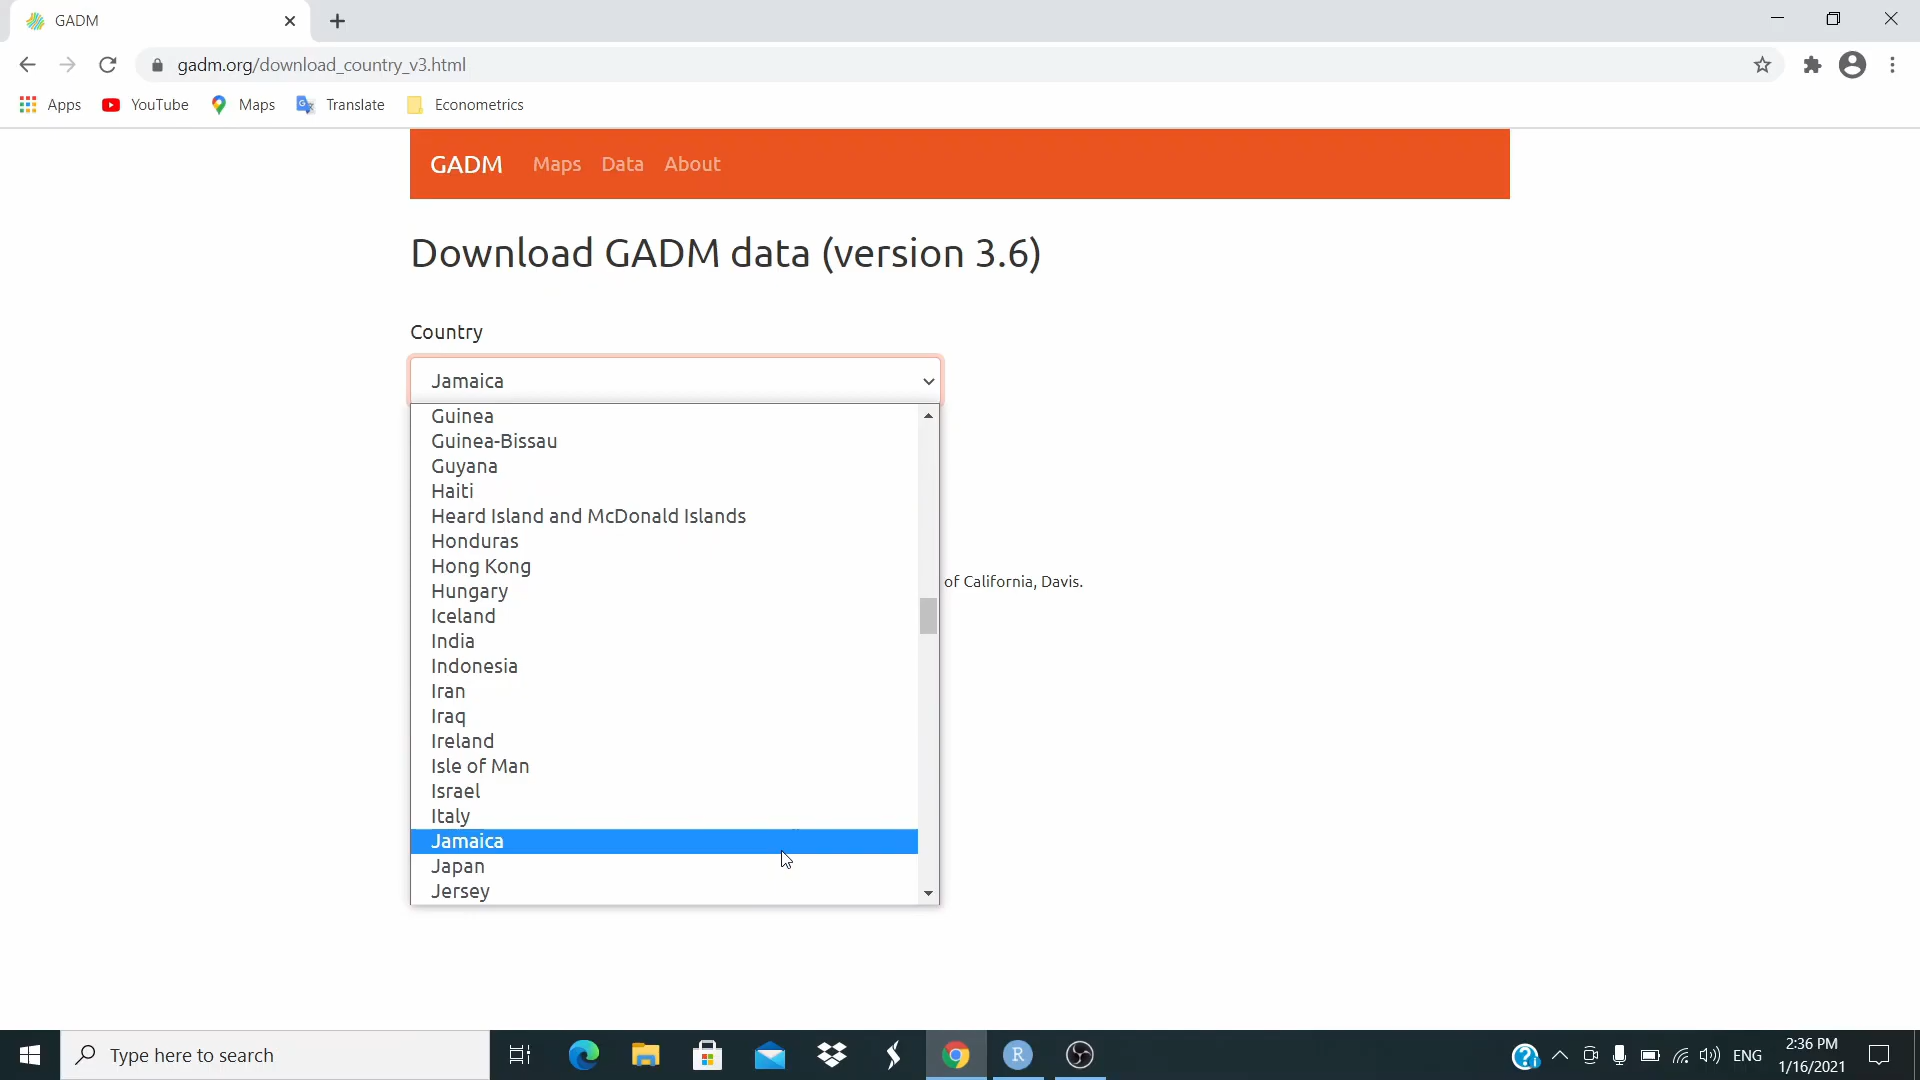 GADM
gadm.org/download_country_v3.html
Apps YouTube Maps Translate Econometrics
GADM Maps Data About
Download GADM data (version 3.6)
Country
Jamaica
Guinea
Guinea-Bissau
Guyana
Haiti
Heard Island and McDonald Islands
Honduras
Hong Kong
of California, Davis.
Hungary
Iceland
India
Indonesia
Iran
Iraq
Ireland
Isle of Man
Israel
Italy
Jamaica
Japan
Jersey
Type here to search
R
ENG
2:36 PM
1/16/2021